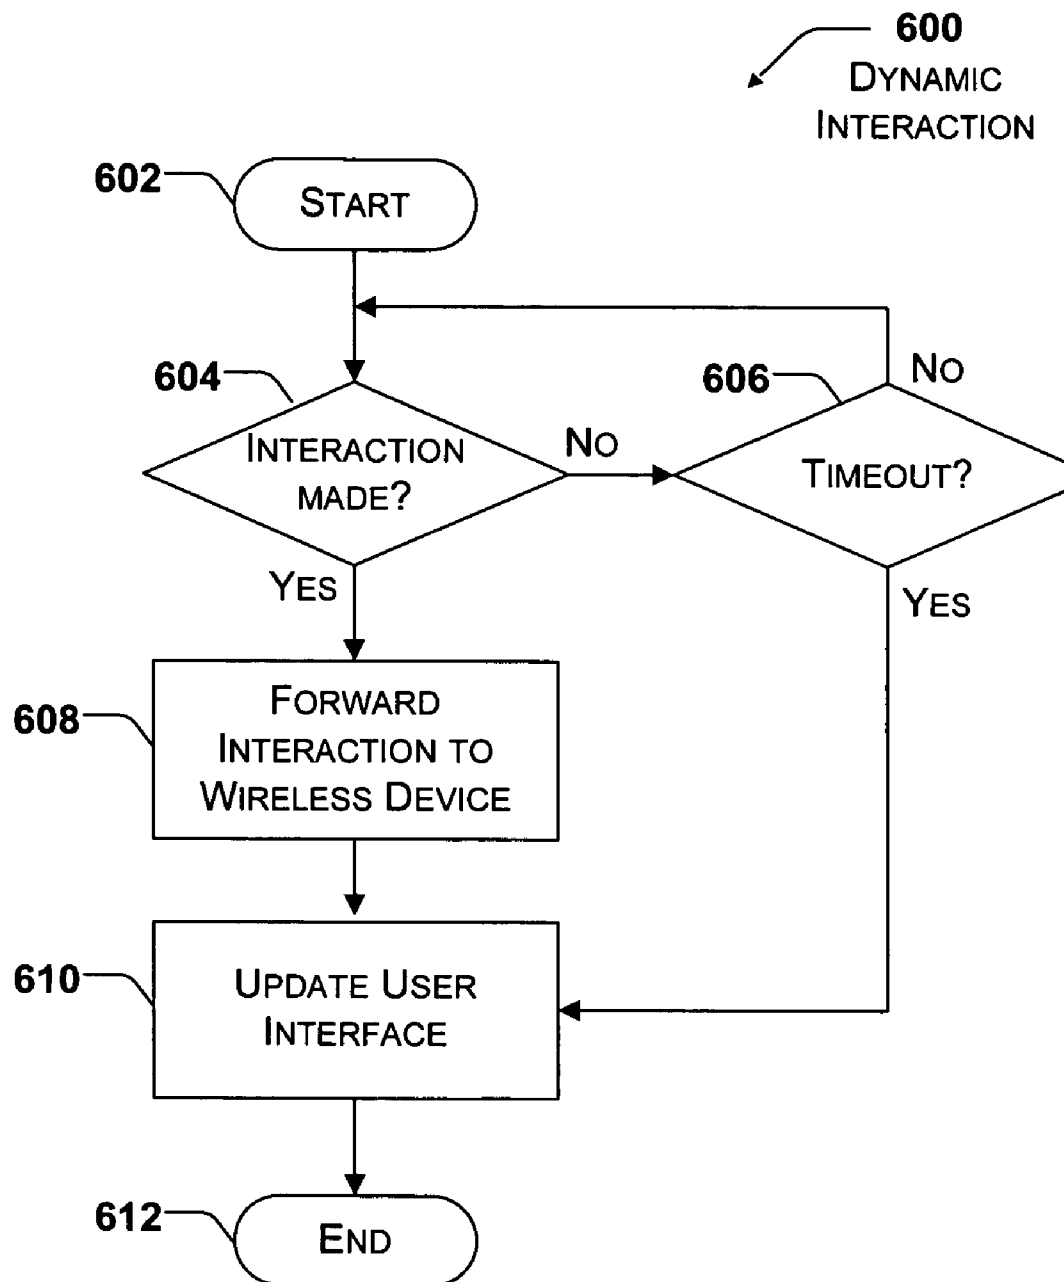 600
DYNAMIC
INTERACTION
602
START
604
606
NO
INTERACTION
MADE?
NO
TIMEOUT?
YES
YES
608
FORWARD
INTERACTION TO
WIRELESS DEVICE
610
UPDATE USER
INTERFACE
612
END